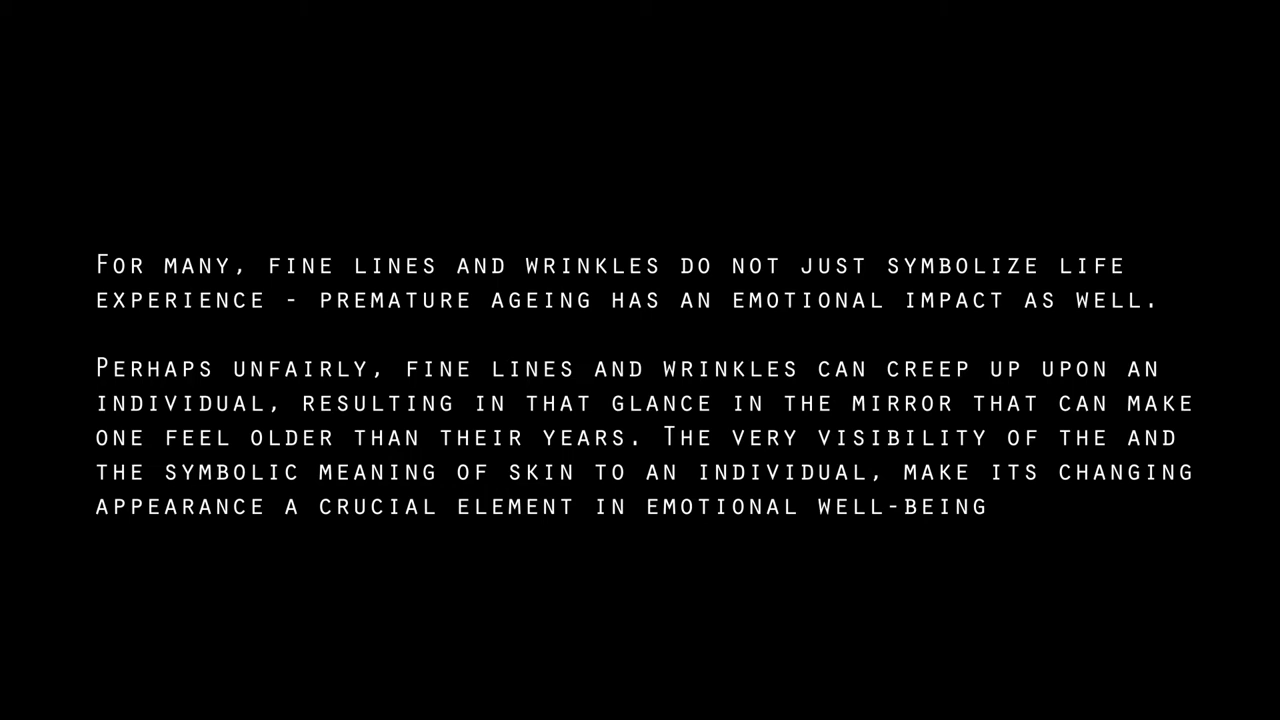 For many, fine lines and wrinkles do not just symbolize life
experience - premature ageing has an emotional impact as well.
Perhaps unfairly, fine lines and wrinkles can creep up upon an
individual, resulting in that glance in the mirror that can make
one feel older than their years. The very visibility of the and
the symbolic meaning of skin to an individual, make its changing
appearance a crucial element in emotional well-being